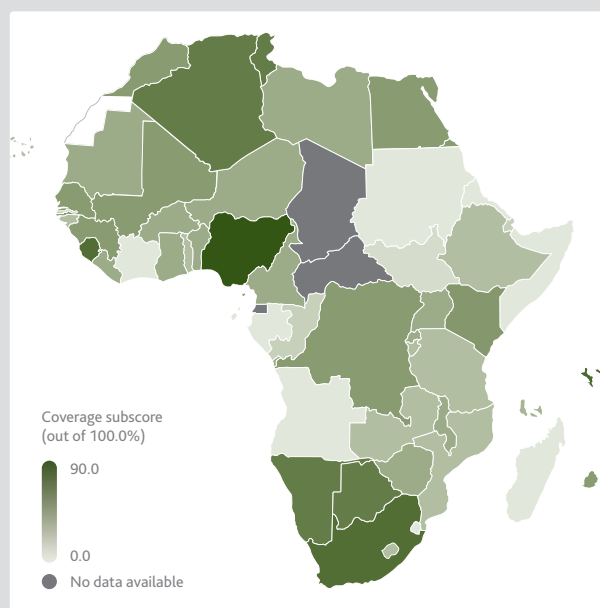 Coverage subscore
(out of 100.0%)
90.0
0.0
No data available